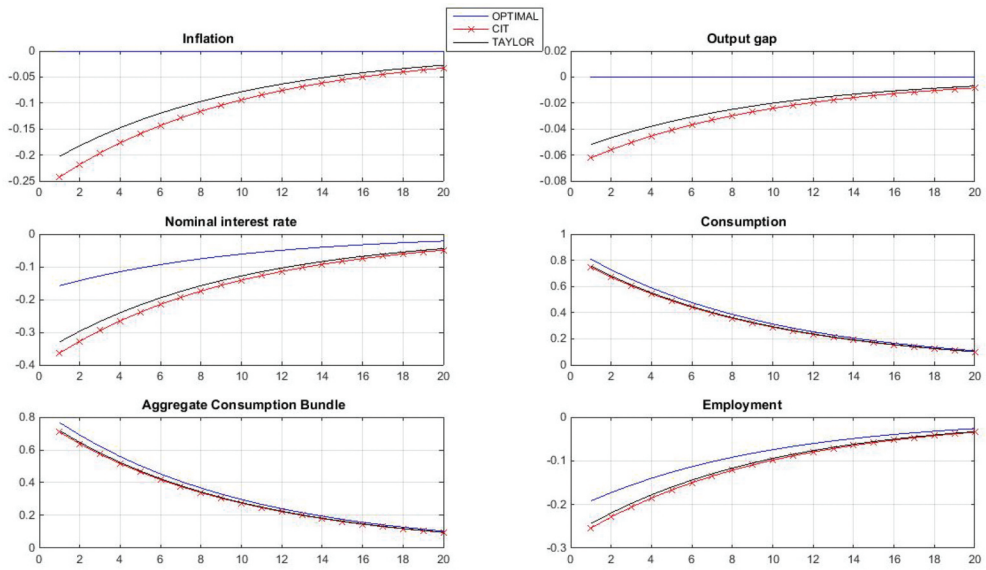 OPTIMAL
CIT
TAYLOR
Inflation
0
-0.05
-0.1
-0.15
-0.2
-0.25
0 2 4 6 8 10 12 14 16 18 20
Output gap
0.02
0
-0.02
-0.04
-0.06
-0.08
0 2 4 6 8 10 12 14 16 18 20
Nominal interest rate
0
-0.1
-0.2
-0.3
-0.4
0 2 4 6 8 10 12 14 16 18 20
Consumption
1
0.8
0.6
0.4
0.2
0
0 2 4 6 8 10 12 14 16 18 20
Aggregate Consumption Bundle
0.8
0.6
0.4
0.2
0
0 2 4 6 8 10 12 14 16 18 20
Employment
0
-0.1
-0.2
-0.3
0 2 4 6 8 10 12 14 16 18 20